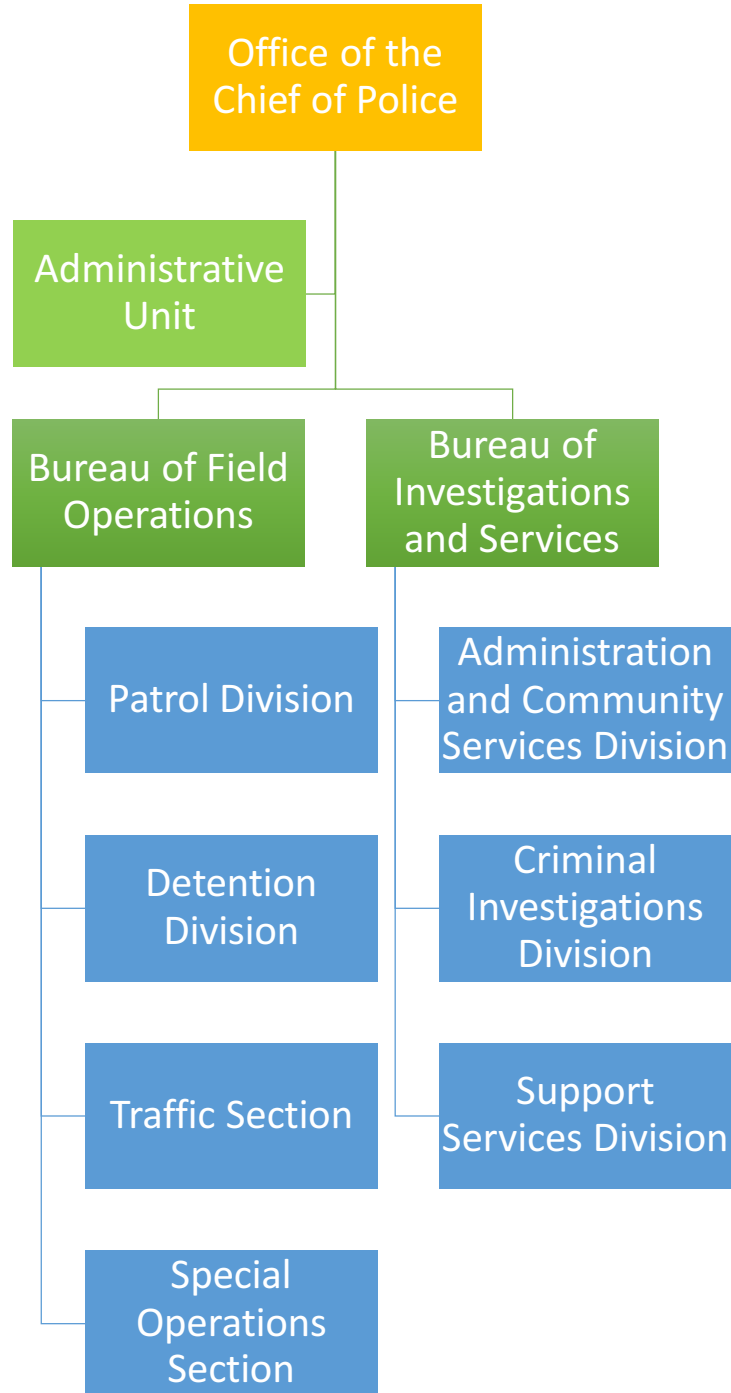 Office of the
Chief of Police
Administrative
Unit
Bureau of Field
Operations
Bureau of
Investigations
and Services
Patrol Division
Administration
and Community
Services Division
Detention
Division
Criminal
Investigations
Division
Traffic Section
Support
Services Division
Special
Operations
Section